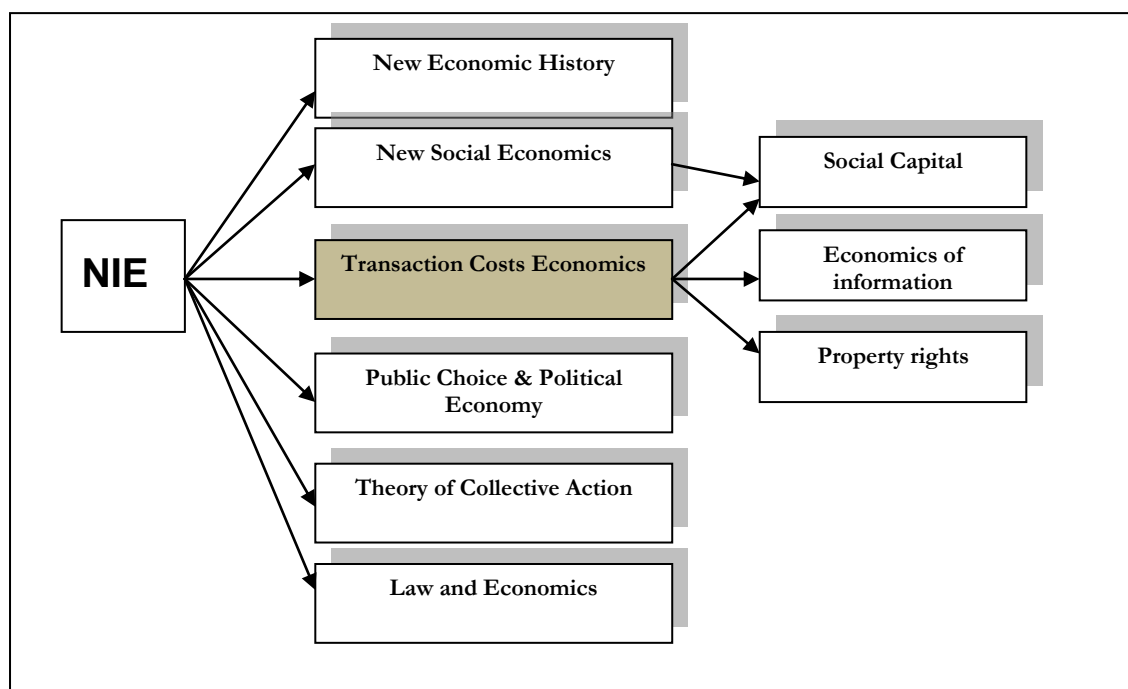 NIE
New Economic History
New Social Economics
Transaction Costs Economics
Public Choice & Political
Economy
Theory of Collective Action
Law and Economics
Social Capital
Economics of
information
Property rights